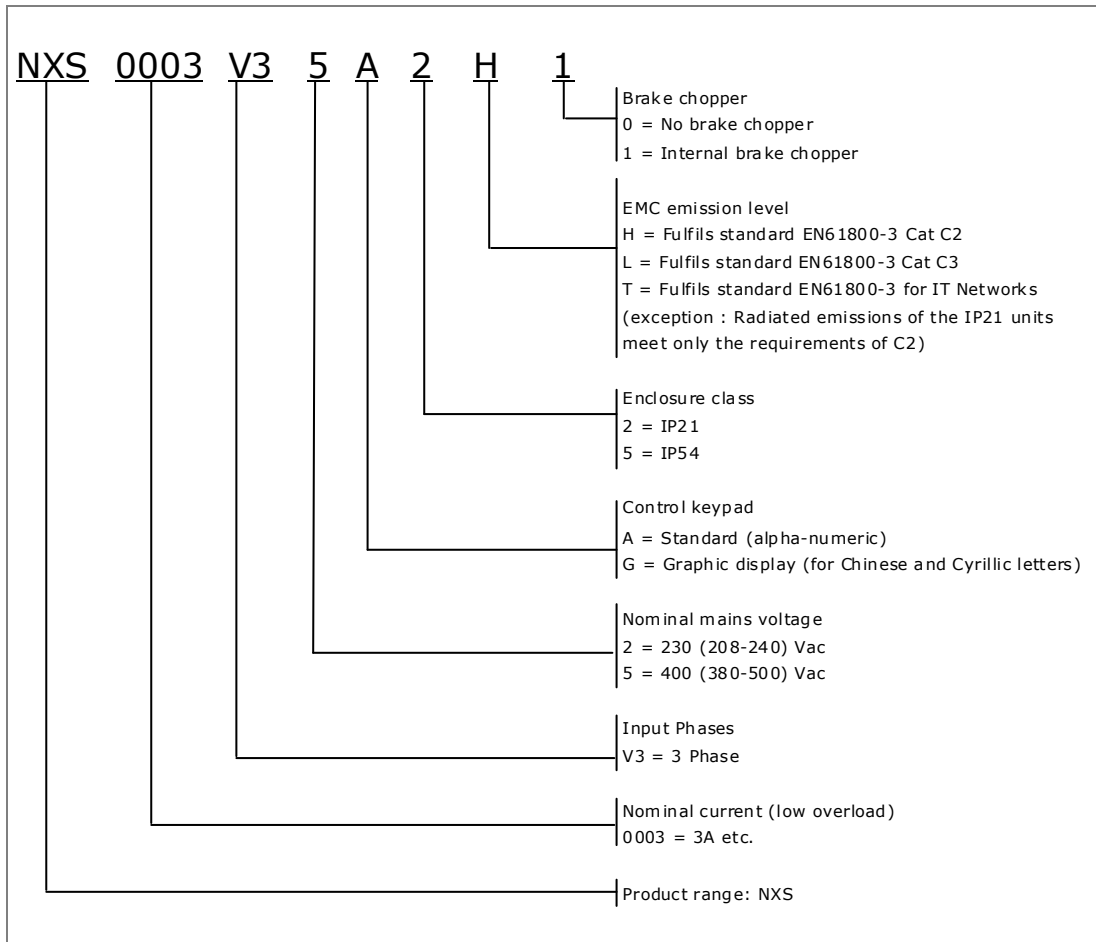 NXS 0003 V3 5 A 2 H 1
Brake chopper
0 = No brake chopper
1 = Internal brake chopper
EMC emission level
H = Fulfils standard EN61800-3 Cat C2
L = Fulfils standard EN61800-3 Cat C3
T = Fulfils standard EN61800-3 for IT Networks
(exception : Radiated emissions of the IP21 units
meet only the requirements of C2)
Enclosure class
2 = IP21
5 = IP54
Control keypad
A = Standard (alpha-numeric)
G = Graphic display (for Chinese and Cyrillic letters)
Nominal mains voltage
2 = 230 (208-240) Vac
5 = 400 (380-500) Vac
Input Phases
V3 = 3 Phase
Nominal current (low overload)
0003 = 3A etc.
Product range: NXS